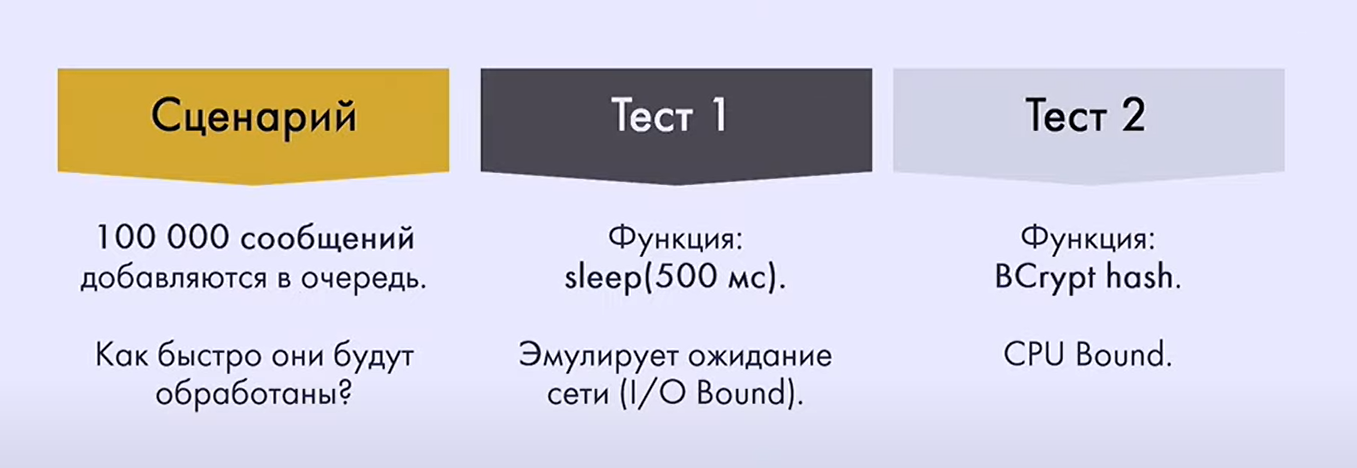 Сценарий
100 000 сообщений
добавляются в очередь.
Как быстро они будут
обработаны?
Тест 1
Функция:
sleep(500 мс).
Эмулирует ожидание
сети (I/O Bound).
Тест 2
Функция:
BCrypt hash.
CPU Bound.